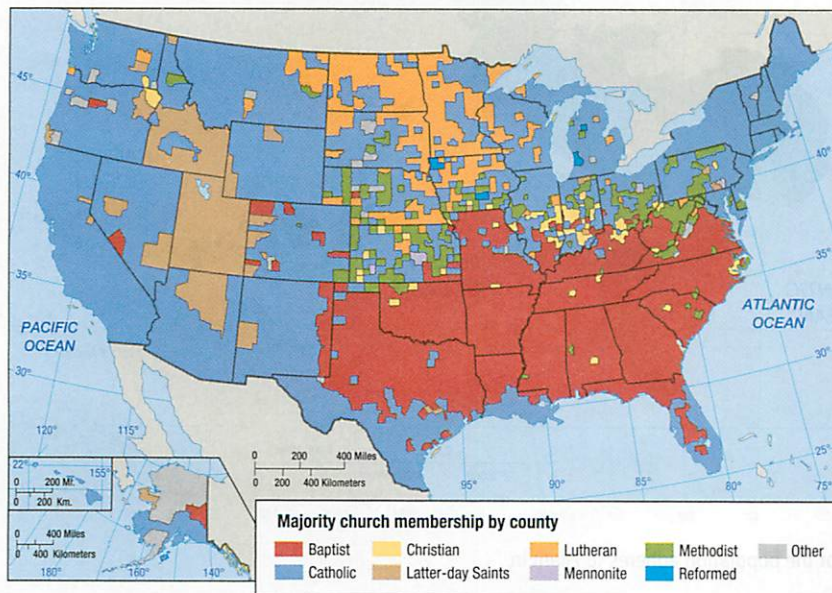 45°
40°
35°
30°
45°
40°
40°
35°
30°
25°
PACIFIC
OCEAN
ATLANTIC
OCEAN
120°
115°
95°
90°
85°
80°
75°
0 200 400 Miles
0 200 400 Kilometers
22°
155°
0 200 Mi.
0 200 Km.
0 400 Miles
0 400 Kilometers
180°
160°
140°
Majority church membership by county
Baptist
Christian
Lutheran
Methodist
Other
Catholic
Latter-day Saints
Mennonite
Reformed